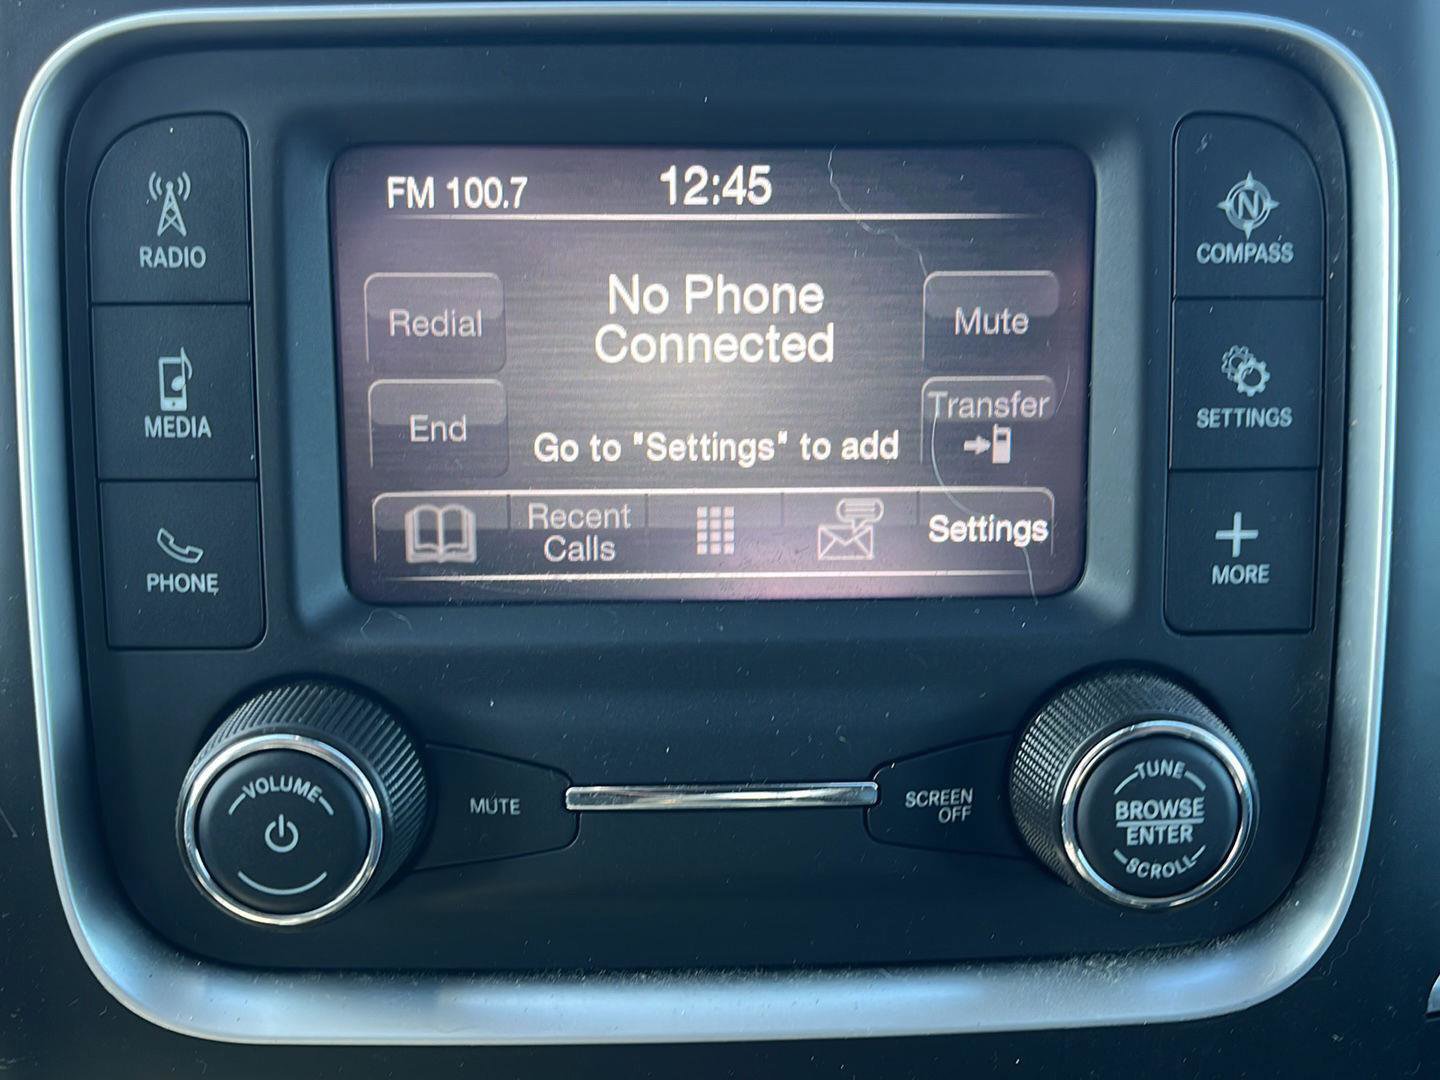 FM 100.7 12:45
RADIO
MEDIA
PHONE
Redial
End
No Phone
Connected
Go to "Settings" to add
Mute
Transfer
Recent
Calls
Settings
N
COMPASS
SETTINGS
MORE
VOLUME
MUTE
SCREEN
OFF
TUNE
BROWSE
ENTER
SCROLL